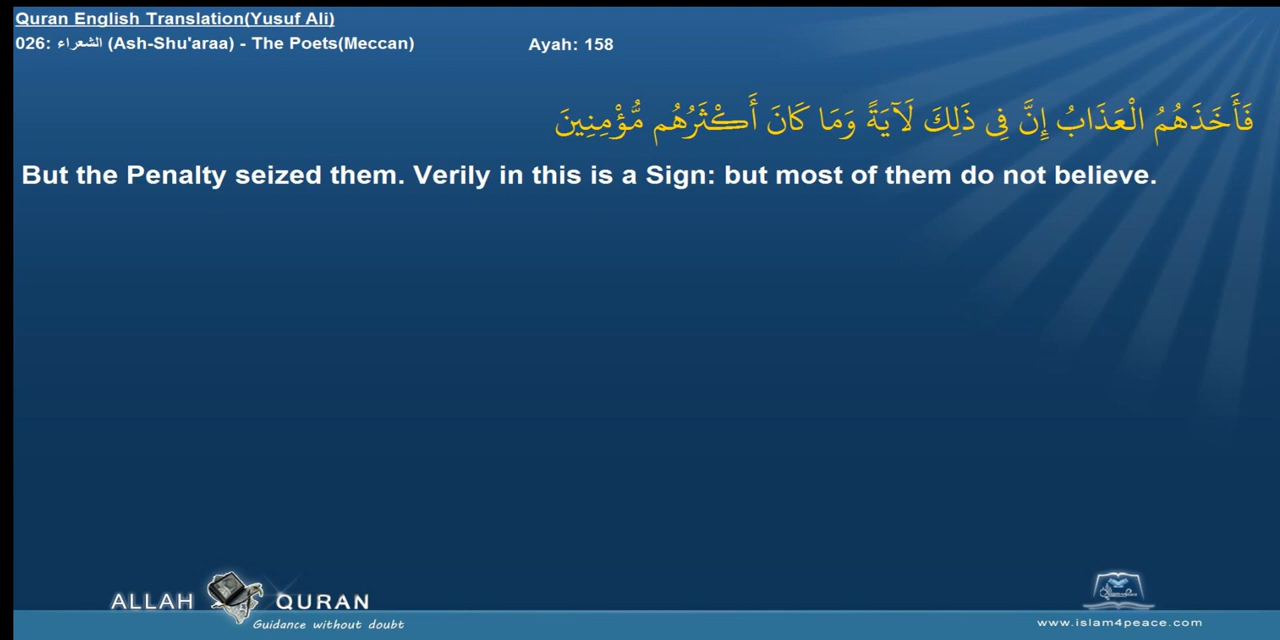 Quran English Translation(Yusuf Ali)
026: الشعراء (Ash-Shu'araa) - The Poets(Meccan) Ayah: 158
فَأَخَذَهُمُ الْعَذَابُ إِنَّ فِى ذَلِكَ لَآيَةً وَمَا كَانَ أَكْثَرُهُم مُّؤْمِنِينَ
But the Penalty seized them. Verily in this is a Sign: but most of them do not believe.
ALLAH QURAN
Guidance without doubt
www.islam4peace.com